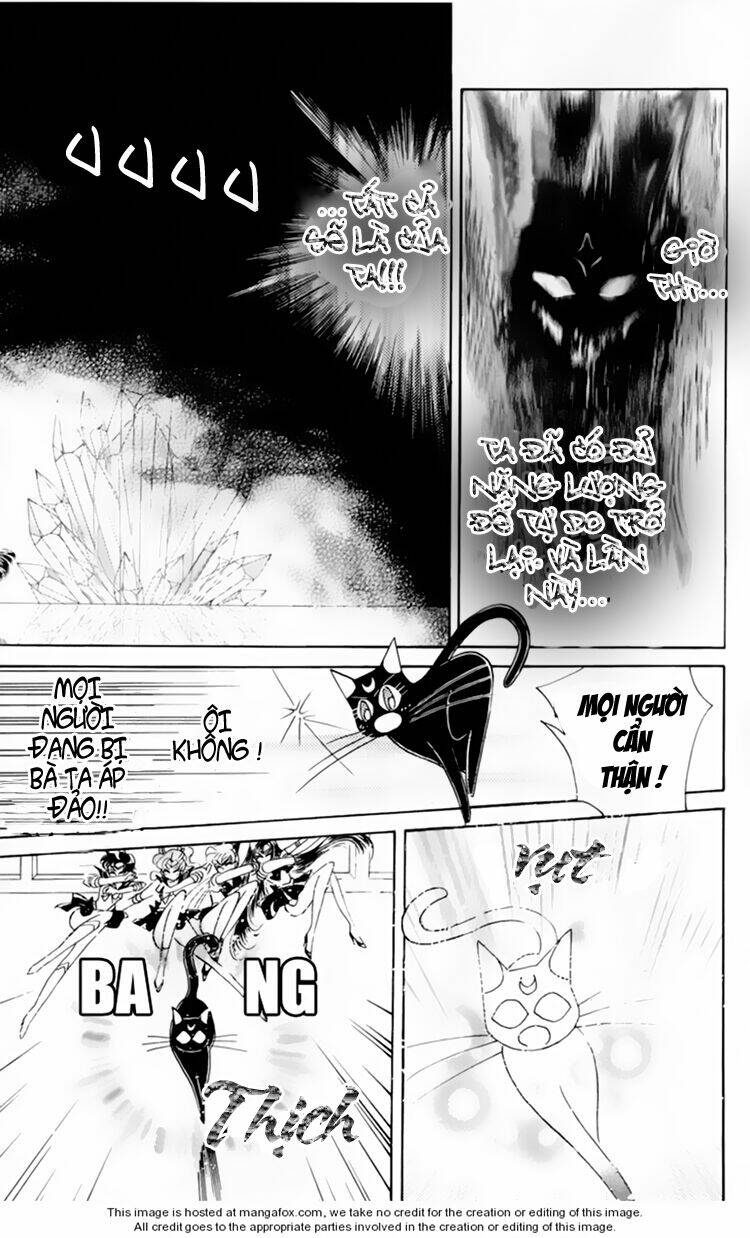 GIỜ
THÌ...
TA ĐÃ CÓ ĐỦ
NĂNG LƯỢNG
ĐỂ TỰ DO TRỞ
LẠI. VÀ LẦN
NÀY...
...TẤT CẢ
SẼ LÀ CỦA
TA!!!
MỌI NGƯỜI
CẨN
THẬN !
ÔI
KHÔNG !
MỌI
NGƯỜI
ĐANG BỊ
BÀ TA ÁP
ĐẢO!!
vụt
BANG
Thịch
This image is hosted at mangafox.com, we take no credit for the creation or editing of this image.
All credit goes to the appropriate parties involved in the creation or editing of this image.